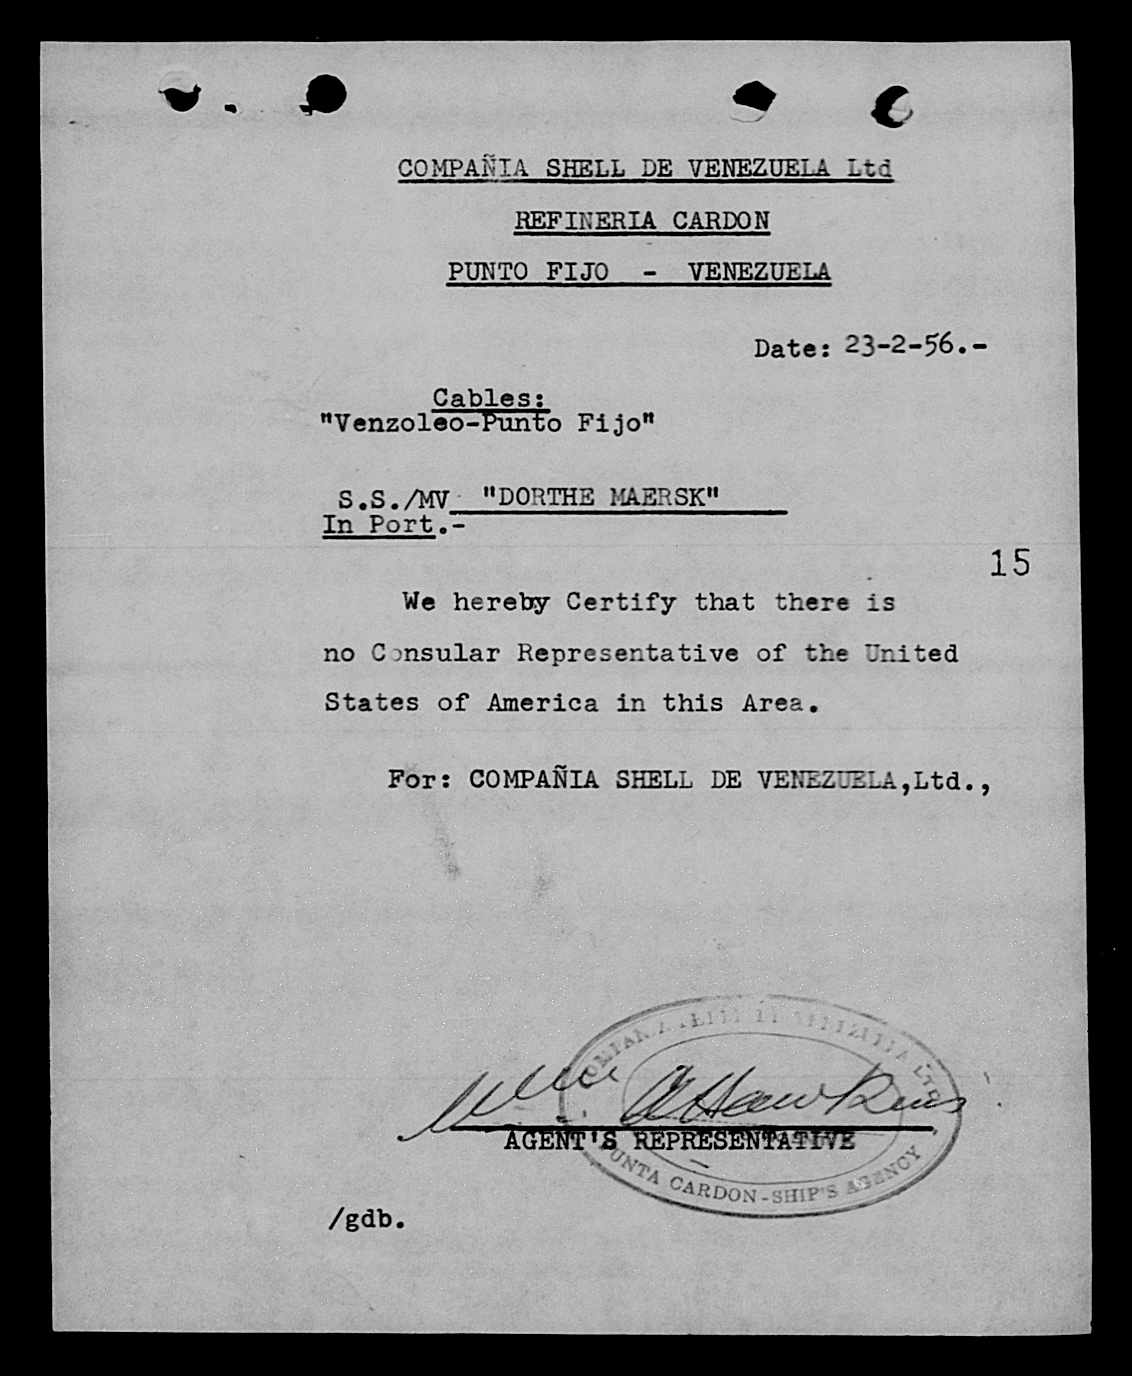 COMPAÑIA SHELL DE VENEZUELA Ltd
REFINERIA CARDON
PUNTO FIJO - VENEZUELA
Date: 23-2-56.-
Cables:
"Venzoleo-Punto Fijo"
S.S./MV "DORTHE MAERSK"
In Port.-
15
We hereby Certify that there is
no Consular Representative of the United
States of America in this Area.
For: COMPAÑIA SHELL DE VENEZUELA,Ltd.,
AGENT'S REPRESENTATIVE
PUNTA CARDON-SHIP'S AGENCY
/gdb.